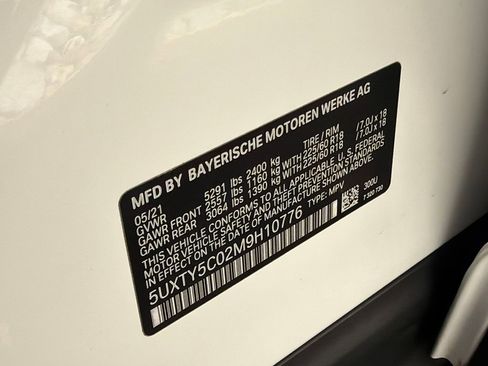 MFD BY BAYERISCHE MOTOREN WERKE AG
05/21 TIRE / RIM
GVWR 5291 lbs 2400 kg
GAWR FRONT 2557 lbs 1160 kg WITH 225/60 R18 / 7.0J x 18
GAWR REAR 3064 lbs 1390 kg WITH 225/60 R18 / 7.0J x 18
THIS VEHICLE CONFORMS TO ALL APPLICABLE U.S. FEDERAL
SAFETY, BUMPER, AND THEFT PREVENTION STANDARDS
IN EFFECT ON THE DATE OF MANUFACTURE SHOWN ABOVE.
5UXTY5C02M9H10776 TYPE: MPV 300U